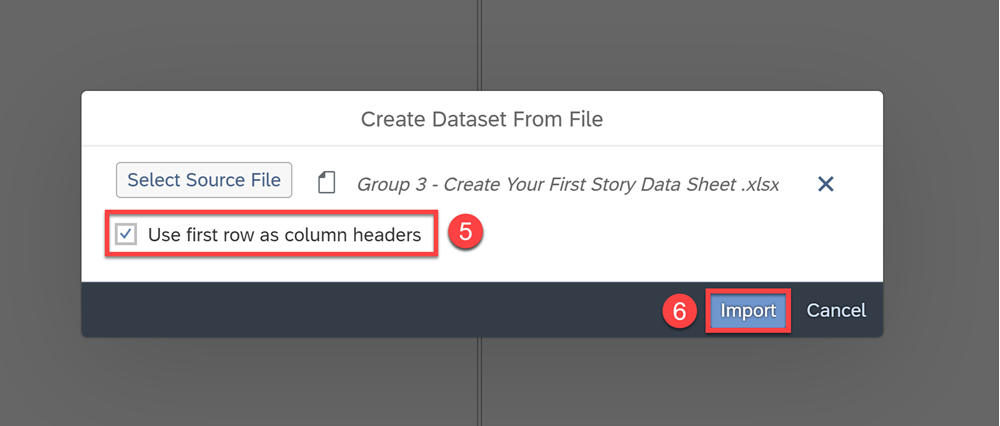 Create Dataset From File
Select Source File Group 3 - Create Your First Story Data Sheet .xlsx
Use first row as column headers 5
6 Import Cancel